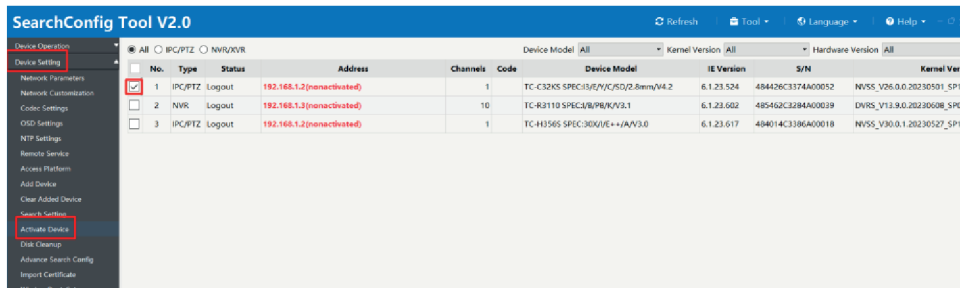 SearchConfig Tool V2.0
Refresh Tool Language Help
Device Operation
All IPC/PTZ NVR/XVR Device Model All Kernel Version All Hardware Version All
Device Setting
No. Type Status Address Channels Code Device Model IE Version S/N Kernel Ver
Network Parameters
1 IPC/PTZ Logout 192.168.1.2(nonactivated) 1 TC-C32KS SPEC:I3/E/Y/C/SD/2.8mm/V4.2 6.1.23.524 484426C3374A00052 NVSS_V26.0.0.20230501_SP1
Network Customization
2 NVR Logout 192.168.1.3(nonactivated) 10 TC-R3110 SPEC:I/B/P8/K/V3.1 6.1.23.602 485462C3284A00039 DVRS_V13.9.0.20230608_SP0
Codec Settings
3 IPC/PTZ Logout 192.168.1.2(nonactivated) 1 TC-H356S SPEC:30X/I/E++/A/V3.0 6.1.23.617 484014C3386A00018 NVSS_V30.0.1.20230527_SP1
OSD Settings
NTP Settings
Remote Service
Access Platform
Add Device
Clear Added Device
Search Setting
Activate Device
Disk Cleanup
Advance Search Config
Import Certificate